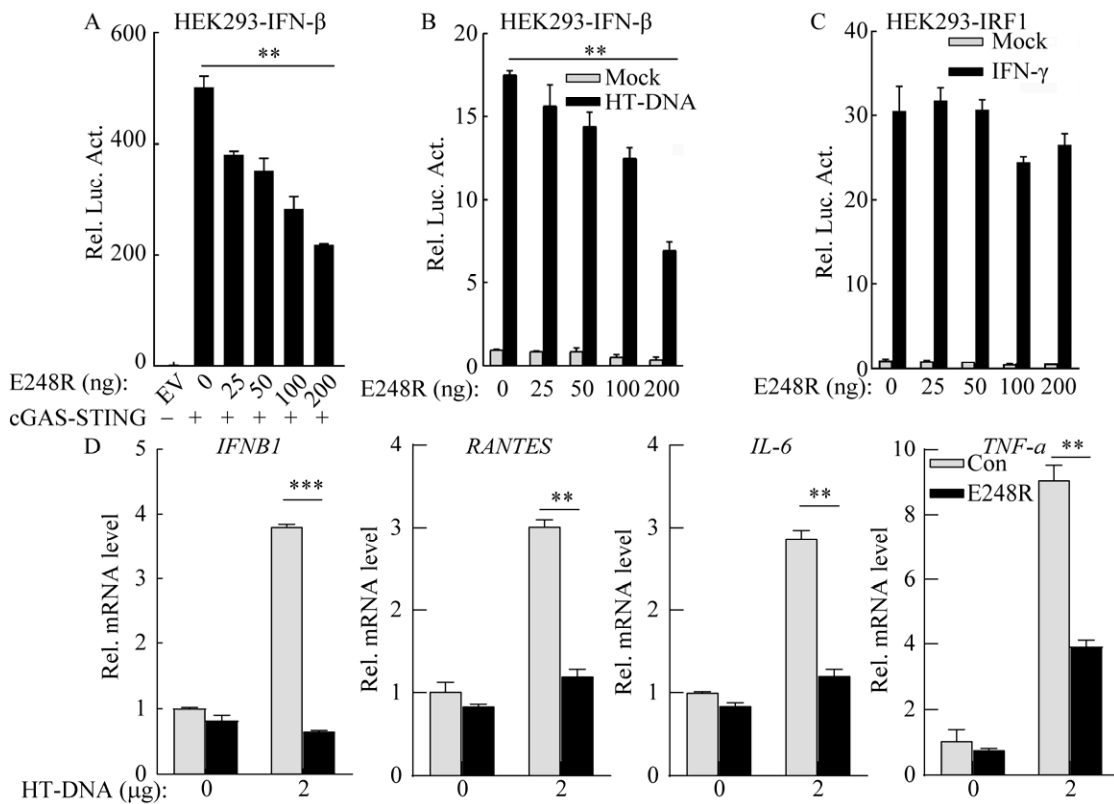 A HEK293-IFN-β
600
400
200
0
Rel. Luc. Act.
**
E248R (ng): EV 0 25 50 100 200
cGAS-STING − + + + + +
B HEK293-IFN-β
20
15
10
5
0
Rel. Luc. Act.
**
Mock
HT-DNA
E248R (ng): 0 25 50 100 200
C HEK293-IRF1
40
30
20
10
0
Rel. Luc. Act.
Mock
IFN-γ
E248R (ng): 0 25 50 100 200
D IFNB1
5
4
3
2
1
0
Rel. mRNA level
***
HT-DNA (μg): 0 2
RANTES
4
3
2
1
0
Rel. mRNA level
**
0 2
IL-6
4
3
2
1
0
Rel. mRNA level
**
0 2
TNF-a
10
8
6
4
2
0
Rel. mRNA level
**
Con
E248R
0 2